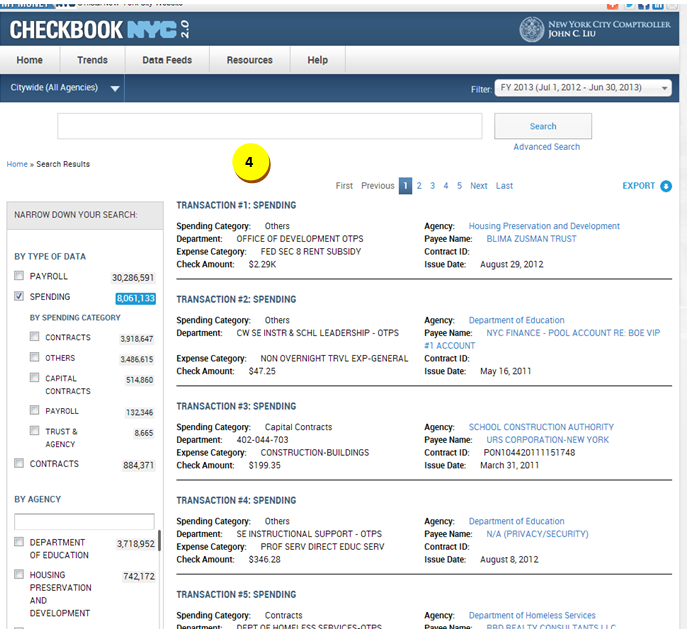 CHECKBOOK NYC 2.0
NEW YORK CITY COMPTROLLER
JOHN C. LIU
Home Trends Data Feeds Resources Help
Citywide (All Agencies)
Filter: FY 2013 (Jul 1, 2012 - Jun 30, 2013)
Search
Advanced Search
4
Home » Search Results
First Previous 1 2 3 4 5 Next Last
EXPORT
NARROW DOWN YOUR SEARCH:
BY TYPE OF DATA
PAYROLL 30,286,591
SPENDING 8,061,133
BY SPENDING CATEGORY
CONTRACTS 3,918,647
OTHERS 3,486,615
CAPITAL
CONTRACTS 514,860
PAYROLL 132,346
TRUST &
AGENCY 8,665
CONTRACTS 884,371
BY AGENCY
DEPARTMENT
OF EDUCATION 3,718,952
HOUSING
PRESERVATION
AND
DEVELOPMENT 742,172
TRANSACTION #1: SPENDING
Spending Category: Others Agency: Housing Preservation and Development
Department: OFFICE OF DEVELOPMENT OTPS Payee Name: BLIMA ZUSMAN TRUST
Expense Category: FED SEC 8 RENT SUBSIDY Contract ID:
Check Amount: $2.29K Issue Date: August 29, 2012
TRANSACTION #2: SPENDING
Spending Category: Others Agency: Department of Education
Department: CW SE INSTR & SCHL LEADERSHIP - OTPS Payee Name: NYC FINANCE - POOL ACCOUNT RE: BOE VIP
#1 ACCOUNT
Expense Category: NON OVERNIGHT TRVL EXP-GENERAL Contract ID:
Check Amount: $47.25 Issue Date: May 16, 2011
TRANSACTION #3: SPENDING
Spending Category: Capital Contracts Agency: SCHOOL CONSTRUCTION AUTHORITY
Department: 402-044-703 Payee Name: URS CORPORATION-NEW YORK
Expense Category: CONSTRUCTION-BUILDINGS Contract ID: PON104420111151748
Check Amount: $199.35 Issue Date: March 31, 2011
TRANSACTION #4: SPENDING
Spending Category: Others Agency: Department of Education
Department: SE INSTRUCTIONAL SUPPORT - OTPS Payee Name: N/A (PRIVACY/SECURITY)
Expense Category: PROF SERV DIRECT EDUC SERV Contract ID:
Check Amount: $346.28 Issue Date: August 8, 2012
TRANSACTION #5: SPENDING
Spending Category: Contracts Agency: Department of Homeless Services
Department: DEPT OF HOMELESS SERVICES-OTPS Payee Name: REALTY CONSULTANTS LLC